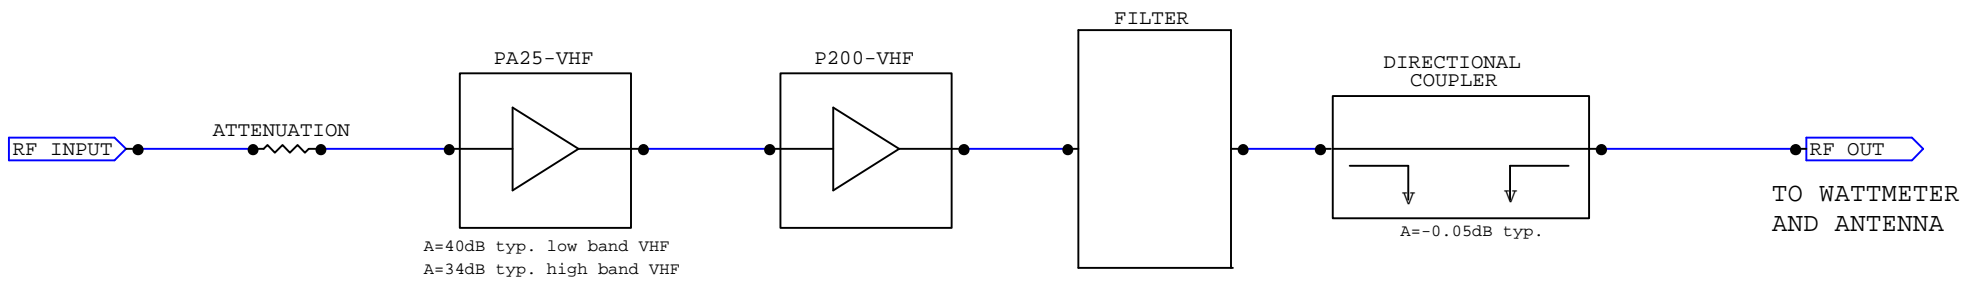 FILTER
PA25-VHF
P200-VHF
DIRECTIONAL
COUPLER
ATTENUATION
RF INPUT
RF OUT
TO WATTMETER
AND ANTENNA
A=-0.05dB typ.
A=40dB typ. low band VHF
A=34dB typ. high band VHF